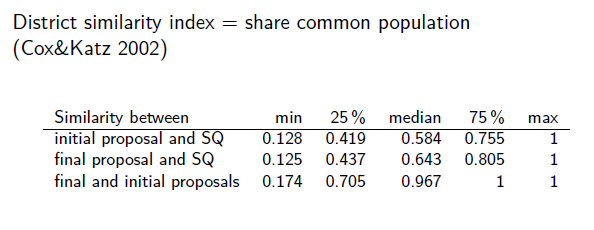 District similarity index = share common population
(Cox&Katz 2002)
Similarity between min 25 % median 75 % max
initial proposal and SQ 0.128 0.419 0.584 0.755 1
final proposal and SQ 0.125 0.437 0.643 0.805 1
final and initial proposals 0.174 0.705 0.967 1 1